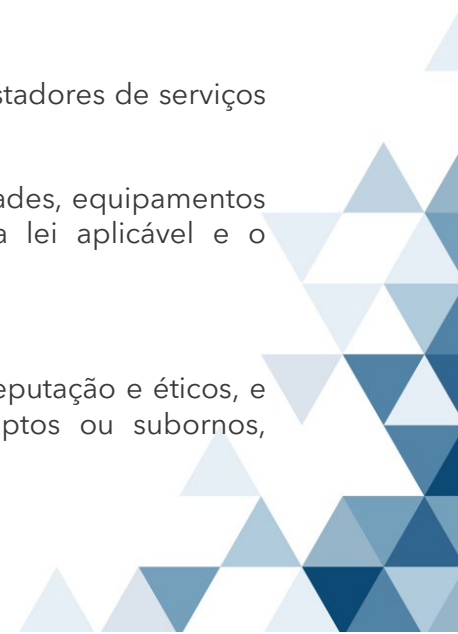 stadores de serviços
ades, equipamentos
a lei aplicável e o
eputação e éticos, e
ptos ou subornos,